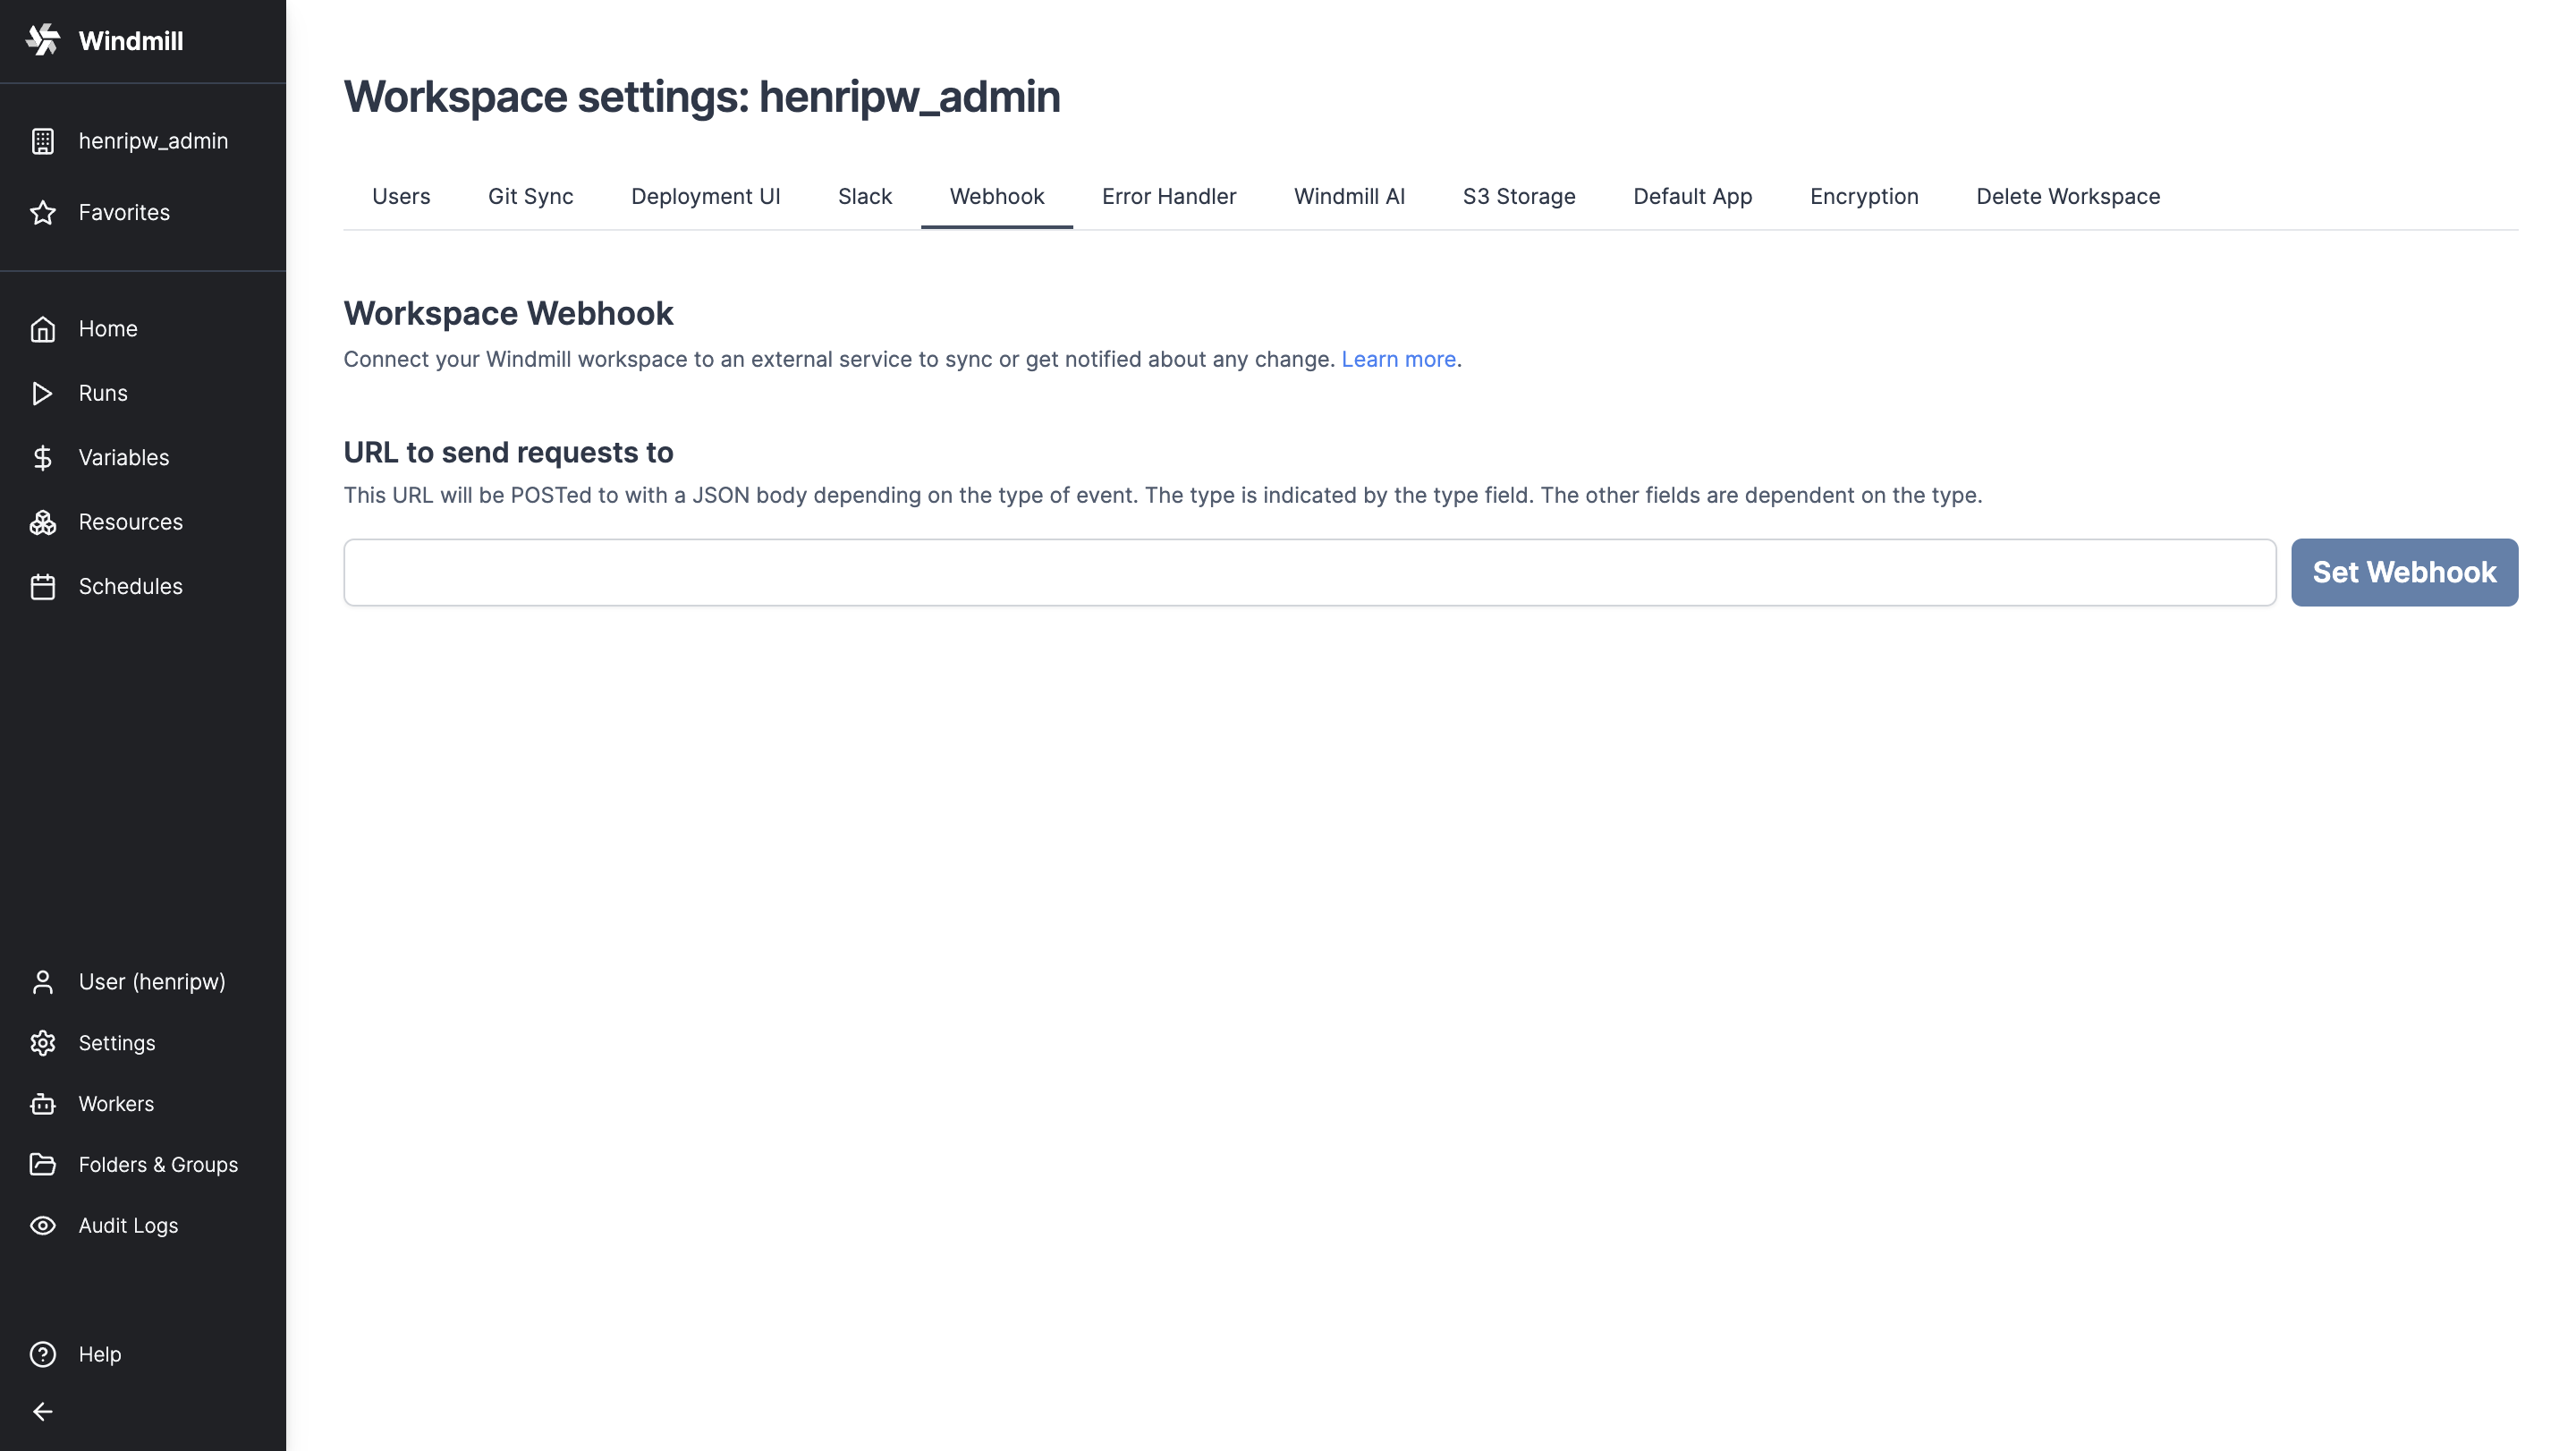 Windmill
henripw_admin
Favorites
Home
Runs
Variables
Resources
Schedules
User (henripw)
Settings
Workers
Folders & Groups
Audit Logs
Help
Workspace settings: henripw_admin
Users Git Sync Deployment UI Slack Webhook Error Handler Windmill AI S3 Storage Default App Encryption Delete Workspace
Workspace Webhook
Connect your Windmill workspace to an external service to sync or get notified about any change. Learn more.
URL to send requests to
This URL will be POSTed to with a JSON body depending on the type of event. The type is indicated by the type field. The other fields are dependent on the type.
Set Webhook